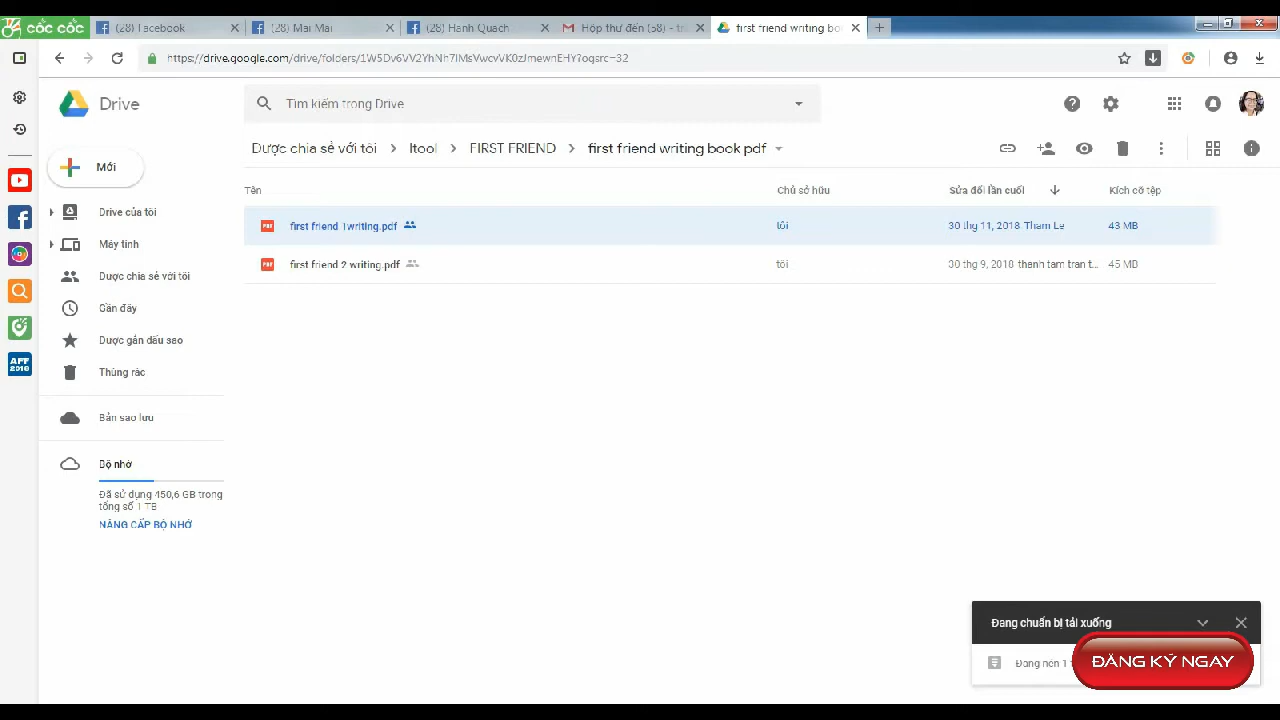 cốc cốc
(28) Facebook
(28) Mai Mai
(28) Hạnh Quách
Hộp thư đến (58) - tr
first friend writing bo
https://drive.google.com/drive/folders/
Drive
Tìm kiếm trong Drive
Mới
Được chia sẻ với tôi > Itool > FIRST FRIEND > first friend writing book pdf
Tên
Chủ sở hữu
Sửa đổi lần cuối
Kích cỡ tệp
first friend 1writing.pdf
tôi
30 thg 11, 2018 Tham Le
43 MB
first friend 2 writing.pdf
tôi
30 thg 9, 2018 thanh tam tran t...
45 MB
Drive của tôi
Máy tính
Được chia sẻ với tôi
Gần đây
Được gắn dấu sao
Thùng rác
Bản sao lưu
Bộ nhớ
Đã sử dụng 450,6 GB trong
tổng số 1 TB
NÂNG CẤP BỘ NHỚ
AFF
2018
Đang chuẩn bị tải xuống
Đang nén 1
ĐĂNG KÝ NGAY